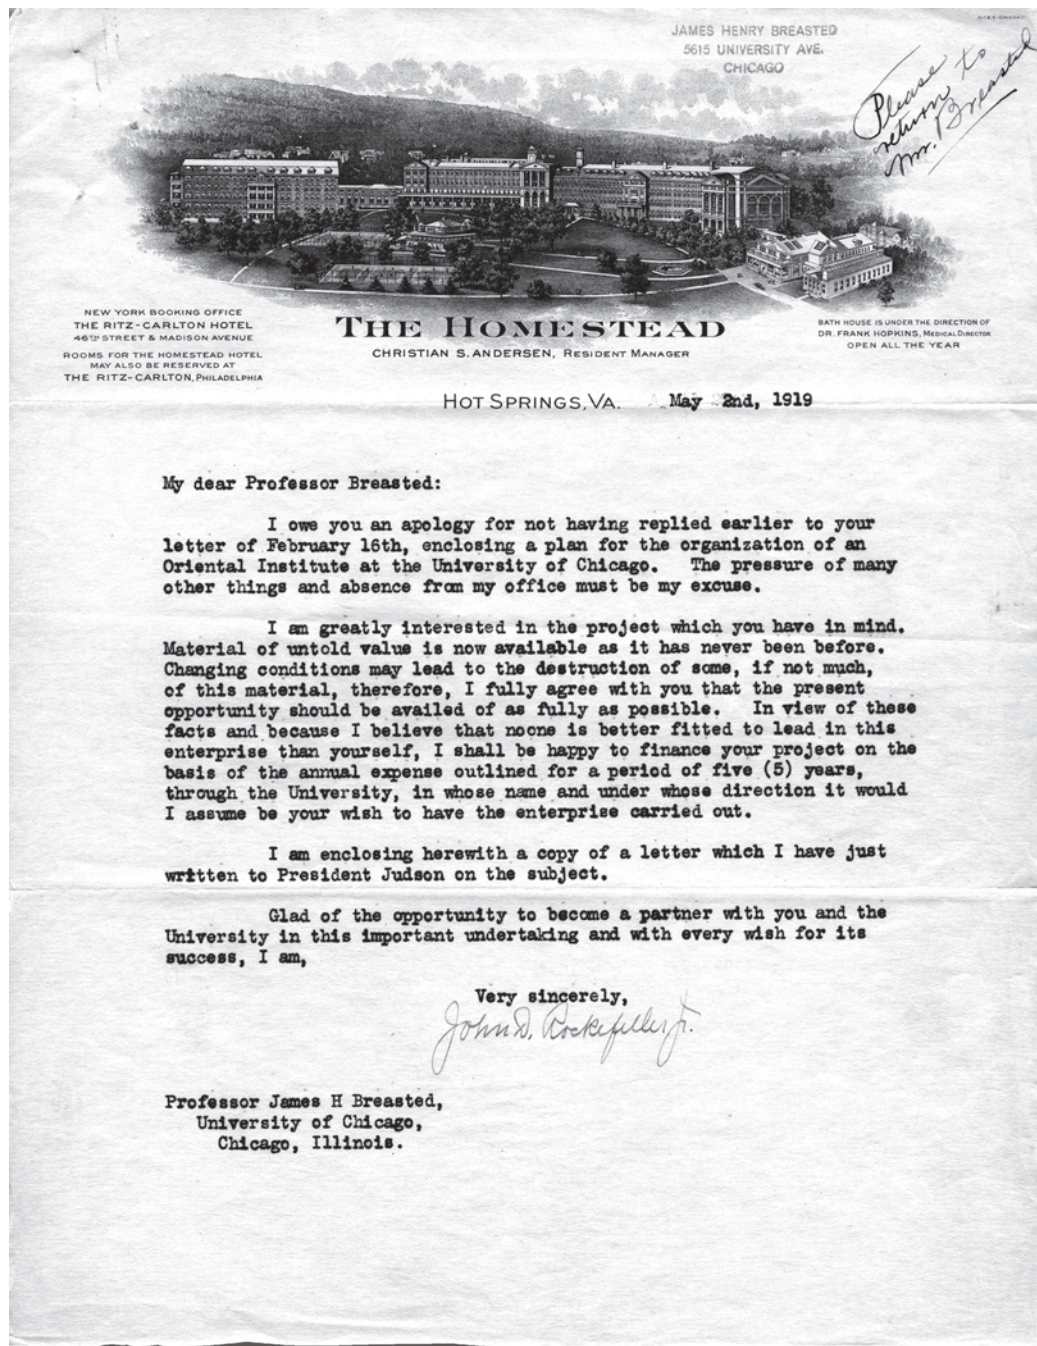 JAMES HENRY BREASTED
5615 UNIVERSITY AVE.
CHICAGO
Please
return to
Mr. Breasted
NEW YORK BOOKING OFFICE
THE RITZ-CARLTON HOTEL
46TH STREET & MADISON AVENUE
ROOMS FOR THE HOMESTEAD HOTEL
MAY ALSO BE RESERVED AT
THE RITZ-CARLTON, PHILADELPHIA
THE HOMESTEAD
CHRISTIAN S. ANDERSEN, RESIDENT MANAGER
BATH HOUSE IS UNDER THE DIRECTION OF
DR. FRANK HOPKINS, MEDICAL DIRECTOR
OPEN ALL THE YEAR
HOT SPRINGS, VA. May 2nd, 1919
My dear Professor Breasted:
I owe you an apology for not having replied earlier to your
letter of February 16th, enclosing a plan for the organization of an
Oriental Institute at the University of Chicago. The pressure of many
other things and absence from my office must be my excuse.
I am greatly interested in the project which you have in mind.
Material of untold value is now available as it has never been before.
Changing conditions may lead to the destruction of some, if not much,
of this material, therefore, I fully agree with you that the present
opportunity should be availed of as fully as possible. In view of these
facts and because I believe that noone is better fitted to lead in this
enterprise than yourself, I shall be happy to finance your project on the
basis of the annual expense outlined for a period of five (5) years,
through the University, in whose name and under whose direction it would
I assume be your wish to have the enterprise carried out.
I am enclosing herewith a copy of a letter which I have just
written to President Judson on the subject.
Glad of the opportunity to become a partner with you and the
University in this important undertaking and with every wish for its
success, I am,
Very sincerely,
John D. Rockefeller, Jr.
Professor James H Breasted,
University of Chicago,
Chicago, Illinois.